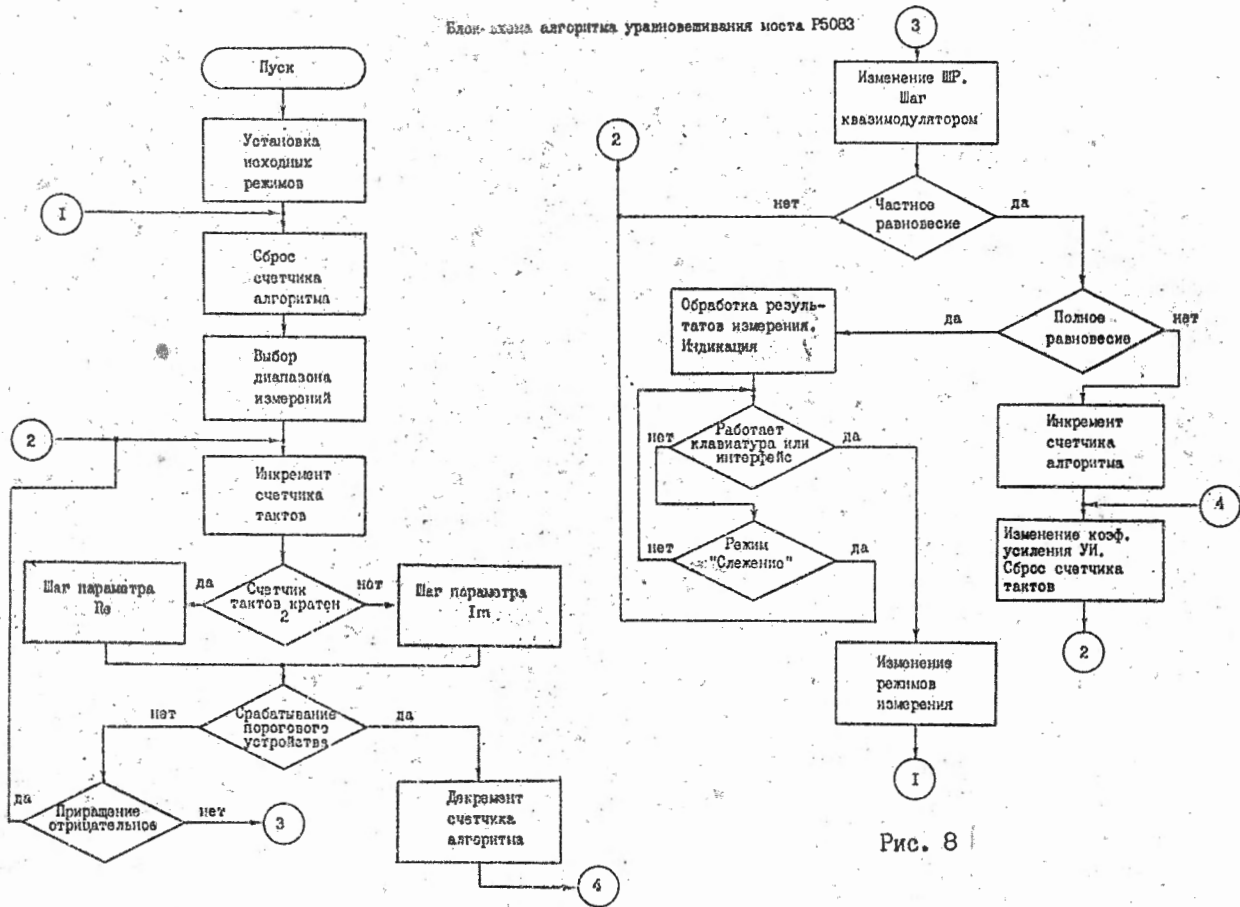 Блок-схема алгоритма уравновешивания моста Р5083
Пуск
Установка
исходных
режимов
1
Сброс
счетчика
алгоритма
Выбор
диапазона
измерений
2
Инкремент
счетчика
тактов
Шаг параметра
Re
да
Счетчик
тактов кратен
2
нет
Шаг параметра
Im
нет
Срабатывание
порогового
устройства
да
да
Приращение
отрицательное
нет
3
Декремент
счетчика
алгоритма
4
3
Изменение ШР.
Шаг
квазимодулятором
2
нет
Частное
равновесие
да
Обработка резуль-
татов измерения.
Индикация
да
Полное
равновесие
нет
нет
Работает
клавиатура или
интерфейс
да
Инкремент
счетчика
алгоритма
4
нет
Режим
"Слежение"
да
Изменение коэф.
усиления УИ.
Сброс счетчика
тактов
2
Изменение
режимов
измерения
1
Рис. 8